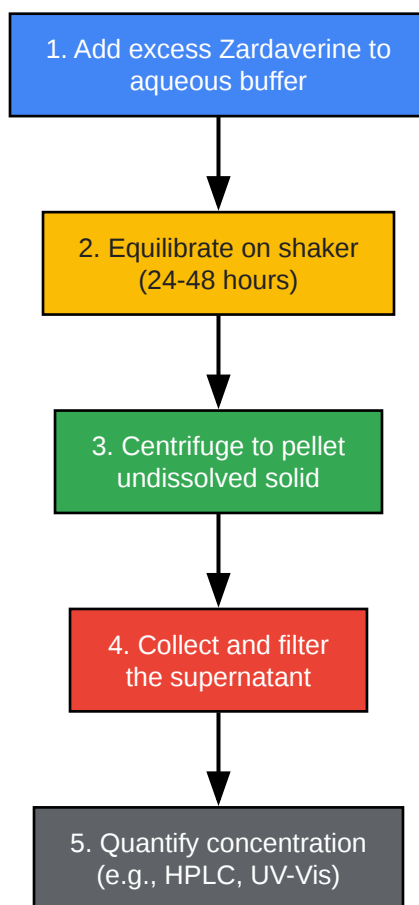 1. Add excess Zardaverine to
aqueous buffer
2. Equilibrate on shaker
(24-48 hours)
3. Centrifuge to pellet
undissolved solid
4. Collect and filter
the supernatant
5. Quantify concentration
(e.g., HPLC, UV-Vis)